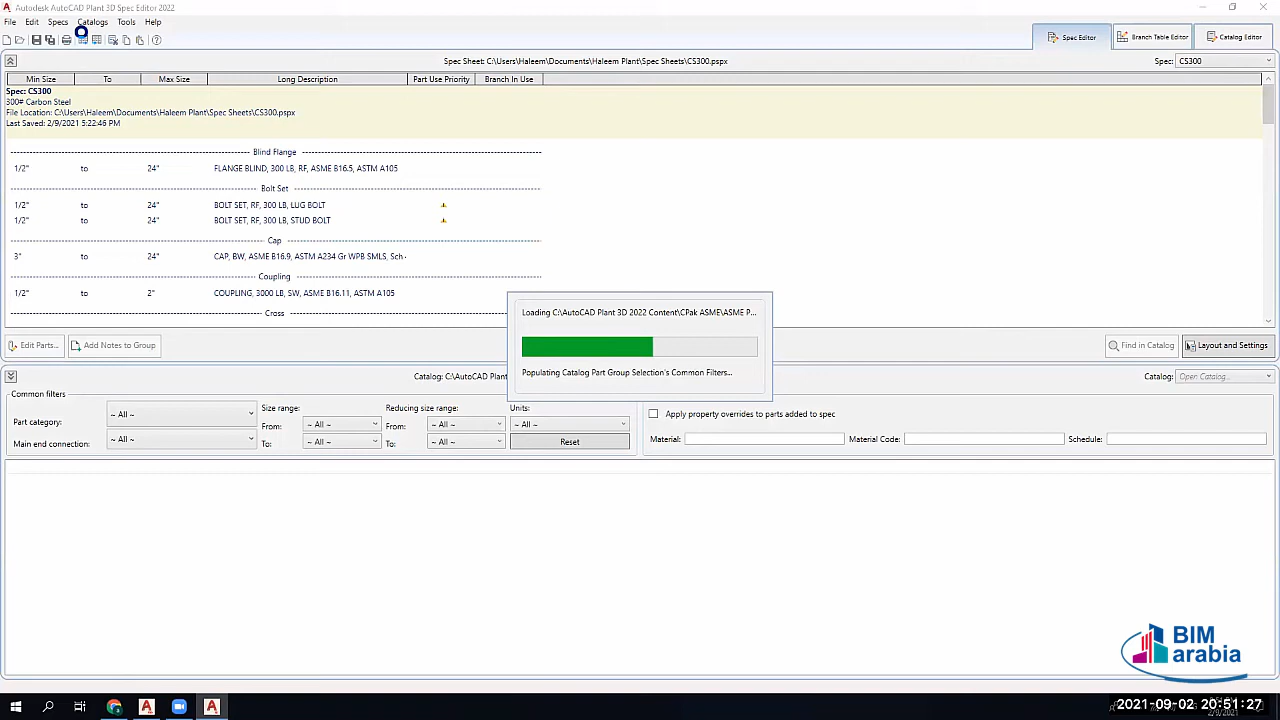 Autodesk AutoCAD Plant 3D Spec Editor 2022
File Edit Specs Catalogs Tools Help
Spec Editor Branch Table Editor Catalog Editor
Spec Sheet: C:\Users\Haleem\Documents\Haleem Plant\Spec Sheets\CS300.pspx Spec: CS300
Min Size To Max Size Long Description Part Use Priority Branch In Use
Spec: CS300
300# Carbon Steel
File Location: C:\Users\Haleem\Documents\Haleem Plant\Spec Sheets\CS300.pspx
Last Saved: 2/9/2021 5:22:46 PM
Blind Flange
1/2" to 24" FLANGE BLIND, 300 LB, RF, ASME B16.5, ASTM A105
Bolt Set
1/2" to 24" BOLT SET, RF, 300 LB, LUG BOLT
1/2" to 24" BOLT SET, RF, 300 LB, STUD BOLT
Cap
3" to 24" CAP, BW, ASME B16.9, ASTM A234 Gr WPB SMLS, Sch
Coupling
1/2" to 2" COUPLING, 3000 LB, SW, ASME B16.11, ASTM A105
Cross
Loading C:\AutoCAD Plant 3D 2022 Content\CPak ASME\ASME P...
Populating Catalog Part Group Selection's Common Filters...
Edit Parts... Add Notes to Group Find in Catalog Layout and Settings
Catalog: C:\AutoCAD Plant Catalog: Open Catalog...
Common filters
Part category: ~ All ~ Size range: Reducing size range: Units:
From: ~ All ~ From: ~ All ~ ~ All ~
Main end connection: ~ All ~ To: ~ All ~ To: ~ All ~ Reset
Apply property overrides to parts added to spec
Material: Material Code: Schedule:
BIM
arabia
2021-09-02 20:51:27